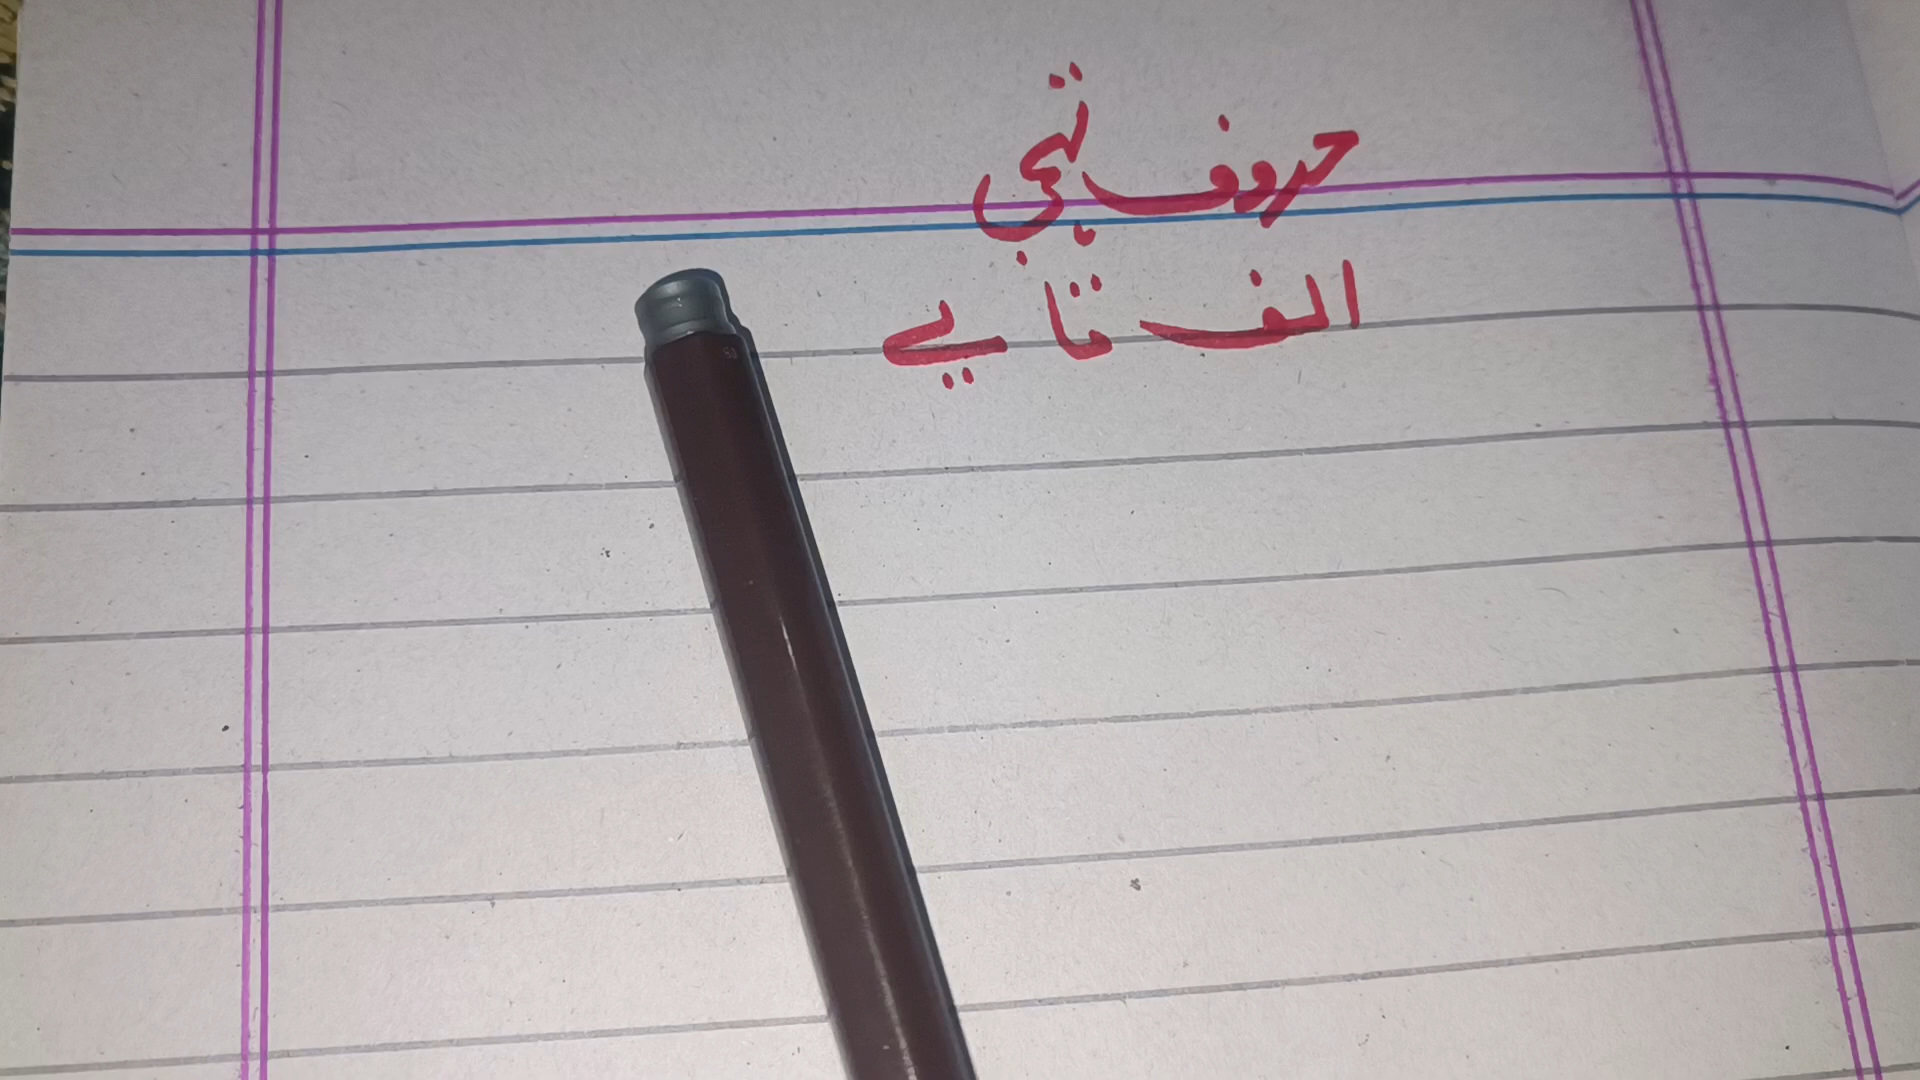 حروف تہجی
الف تا یے